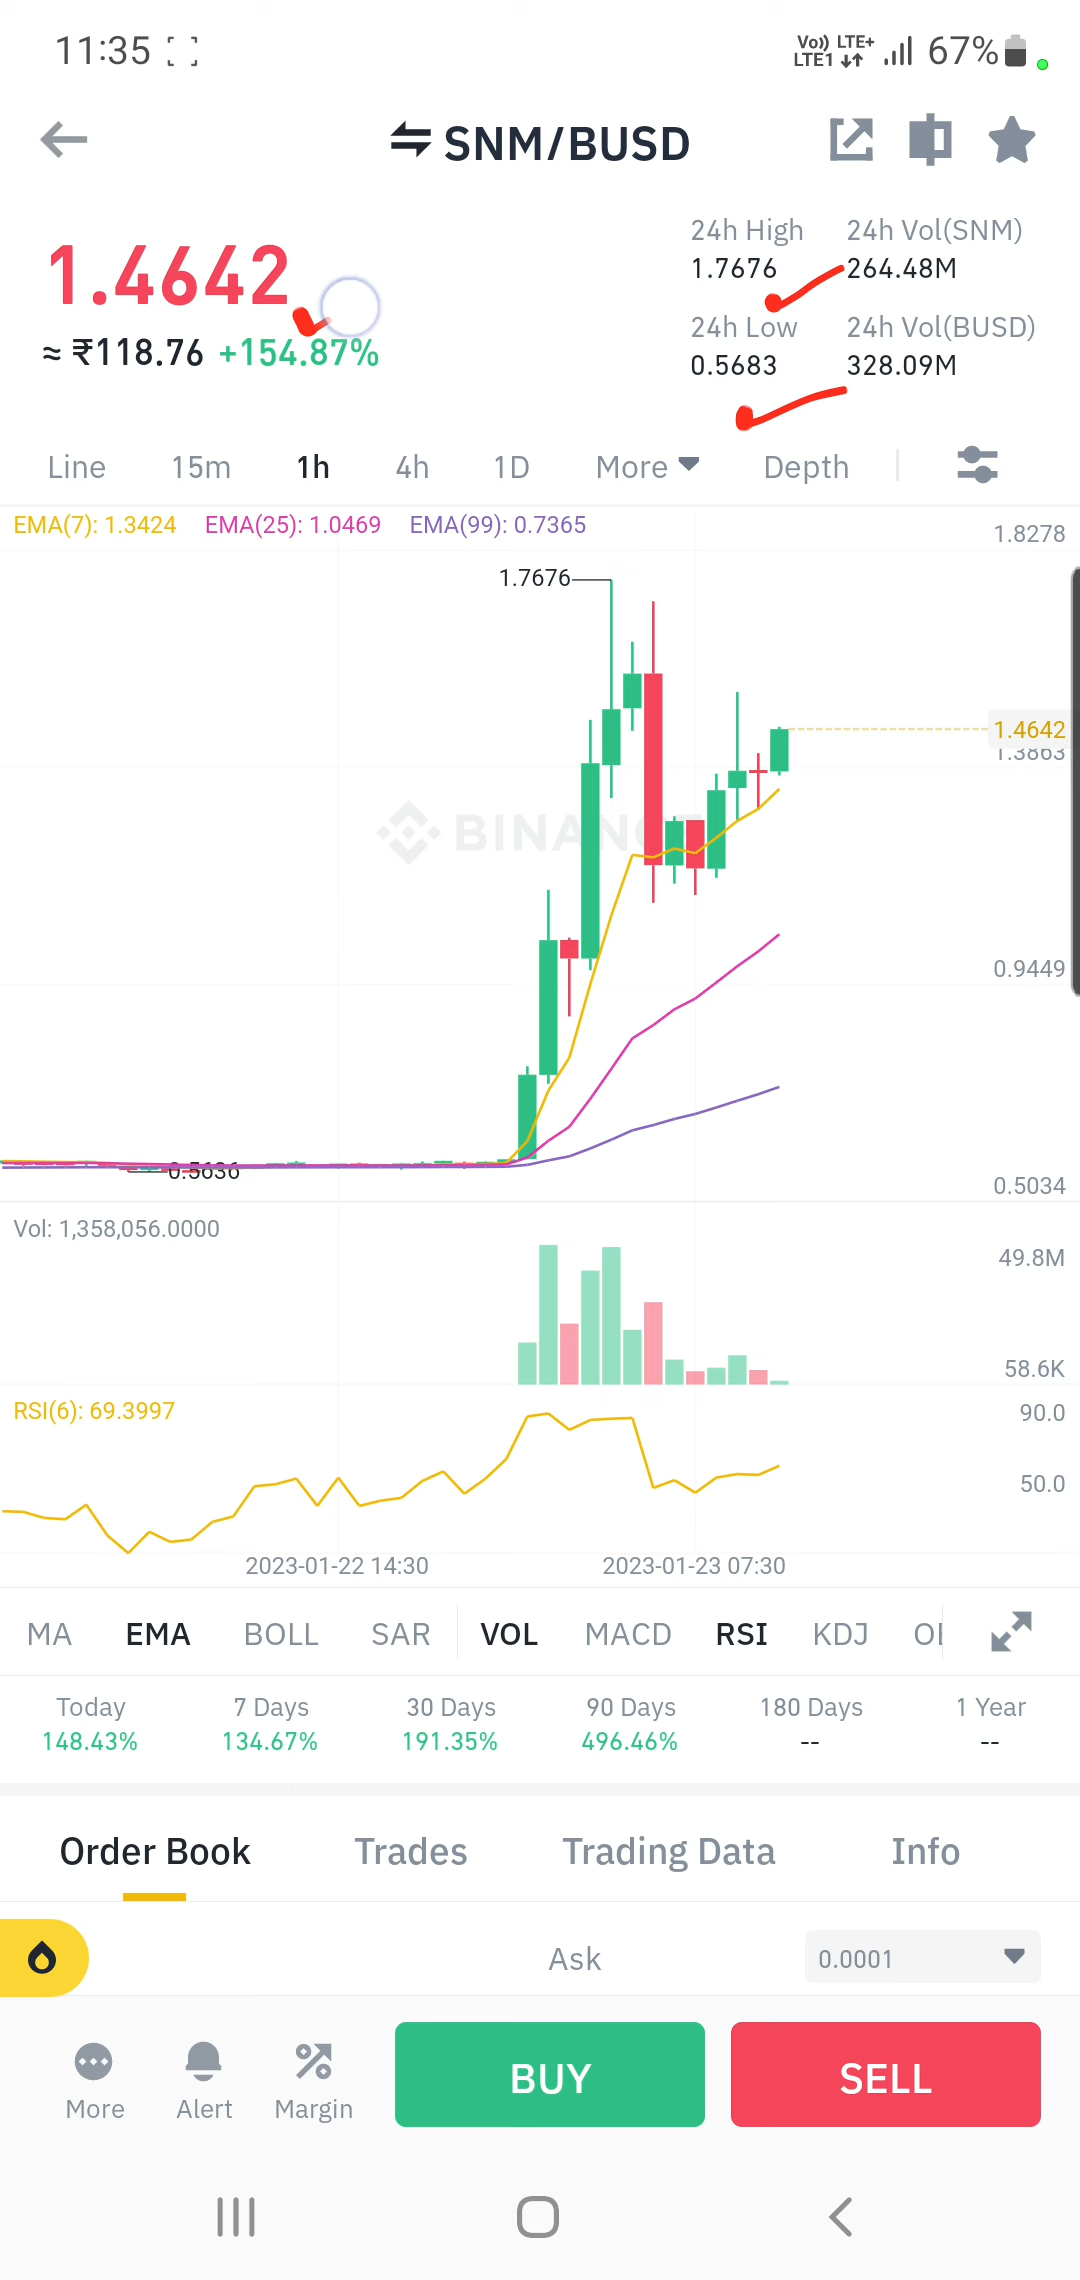 11:35
Vo)) LTE+
LTE1
67%
SNM/BUSD
1.4642
≈ ₹118.76 +154.87%
24h High
1.7676
24h Vol(SNM)
264.48M
24h Low
0.5683
24h Vol(BUSD)
328.09M
Line 15m 1h 4h 1D More Depth
EMA(7): 1.3424 EMA(25): 1.0469 EMA(99): 0.7365
1.8278
1.7676
1.4642
1.3863
BINANCE
0.9449
0.5636
0.5034
Vol: 1,358,056.0000
49.8M
58.6K
RSI(6): 69.3997
90.0
50.0
2023-01-22 14:30 2023-01-23 07:30
MA EMA BOLL SAR VOL MACD RSI KDJ
Today 7 Days 30 Days 90 Days 180 Days 1 Year
148.43% 134.67% 191.35% 496.46% -- --
Order Book Trades Trading Data Info
Ask 0.0001
More Alert Margin BUY SELL